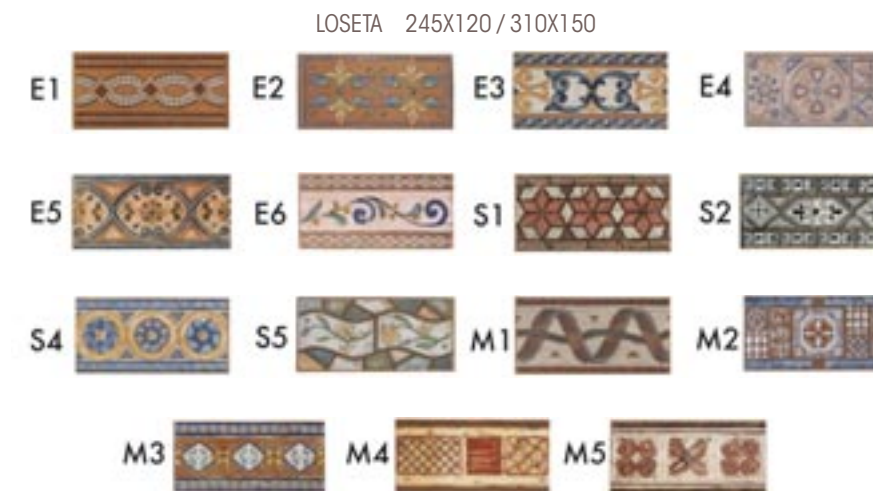 LOSETA 245X120 / 310X150
E1 E2 E3 E4
E5 E6 S1 S2
S4 S5 M1 M2
M3 M4 M5